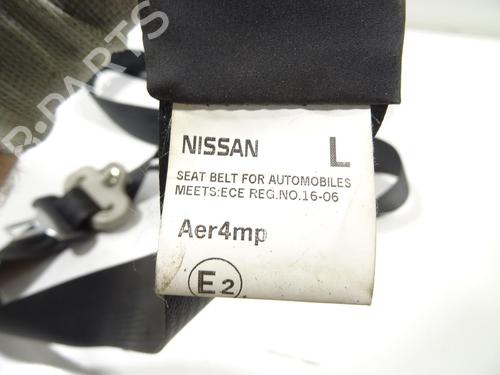 NISSAN L
SEAT BELT FOR AUTOMOBILES
MEETS:ECE REG.NO.16-06
Aer4mp
E2